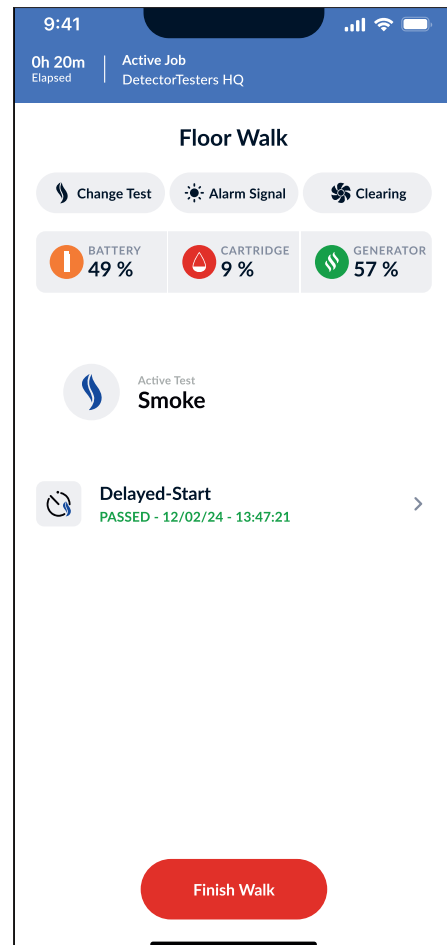 9:41
0h 20m
Elapsed
Active Job
DetectorTesters HQ
Floor Walk
Change Test
Alarm Signal
Clearing
BATTERY
49 %
CARTRIDGE
9 %
GENERATOR
57 %
Active Test
Smoke
Delayed-Start
PASSED - 12/02/24 - 13:47:21
Finish Walk